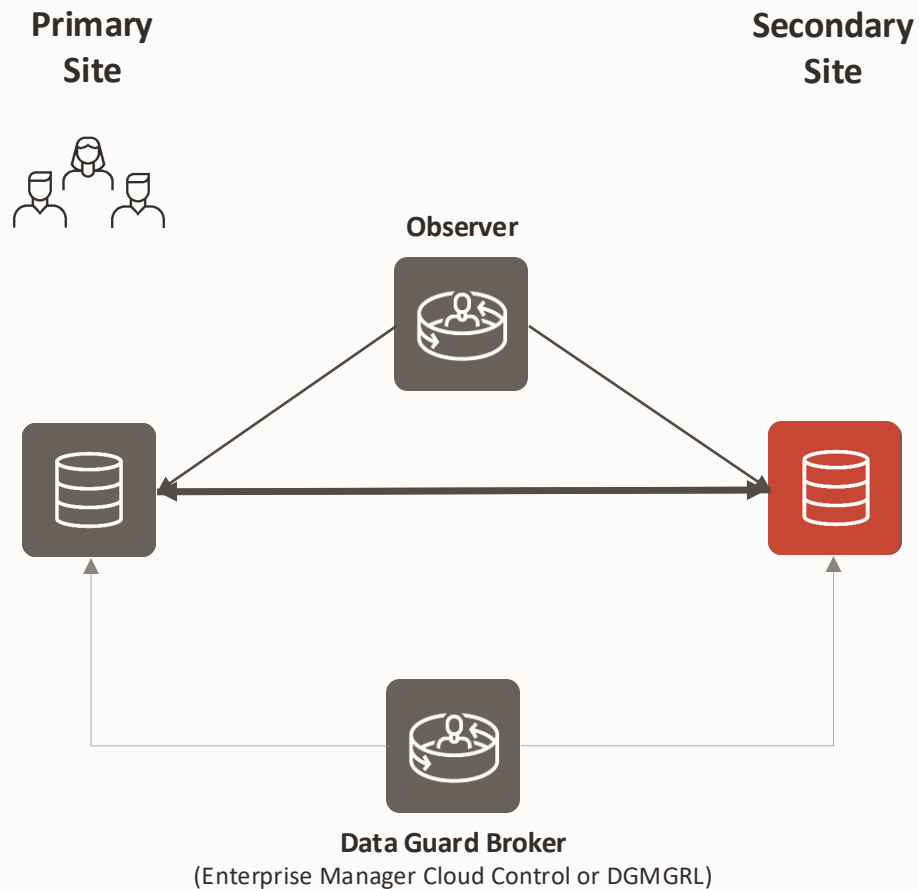 Primary
Site
Secondary
Site
Observer
Data Guard Broker
(Enterprise Manager Cloud Control or DGMGRL)